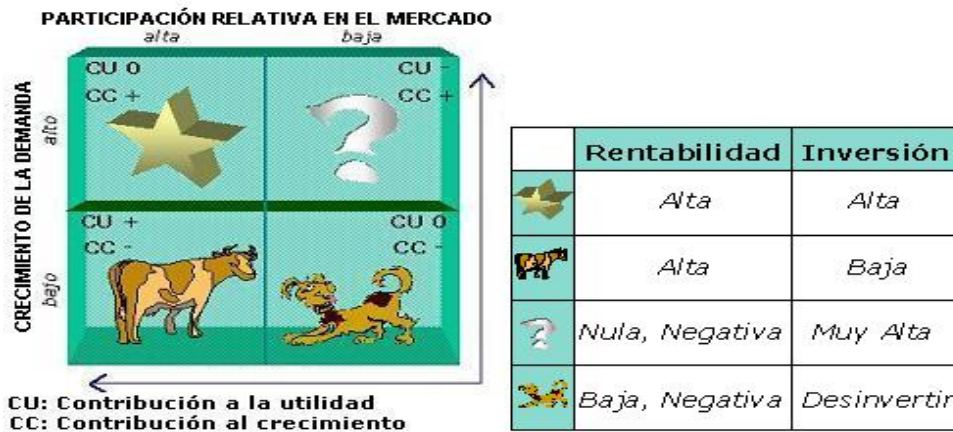 PARTICIPACIÓN RELATIVA EN EL MERCADO
alta baja
CRECIMIENTO DE LA DEMANDA
alto
bajo
CU 0
CC +
CU -
CC +
CU +
CC -
CU 0
CC -
CU: Contribución a la utilidad
CC: Contribución al crecimiento
Rentabilidad Inversión
Alta Alta
Alta Baja
Nula, Negativa Muy Alta
Baja, Negativa Desinvertir